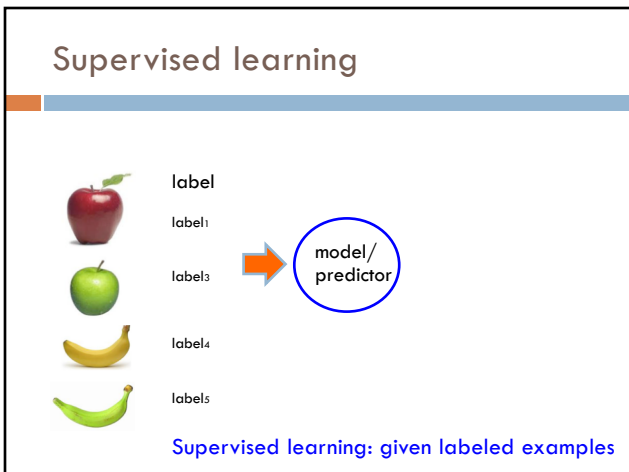 Supervised learning
label
label₁
label₃
model/
predictor
label₄
label₅
Supervised learning: given labeled examples